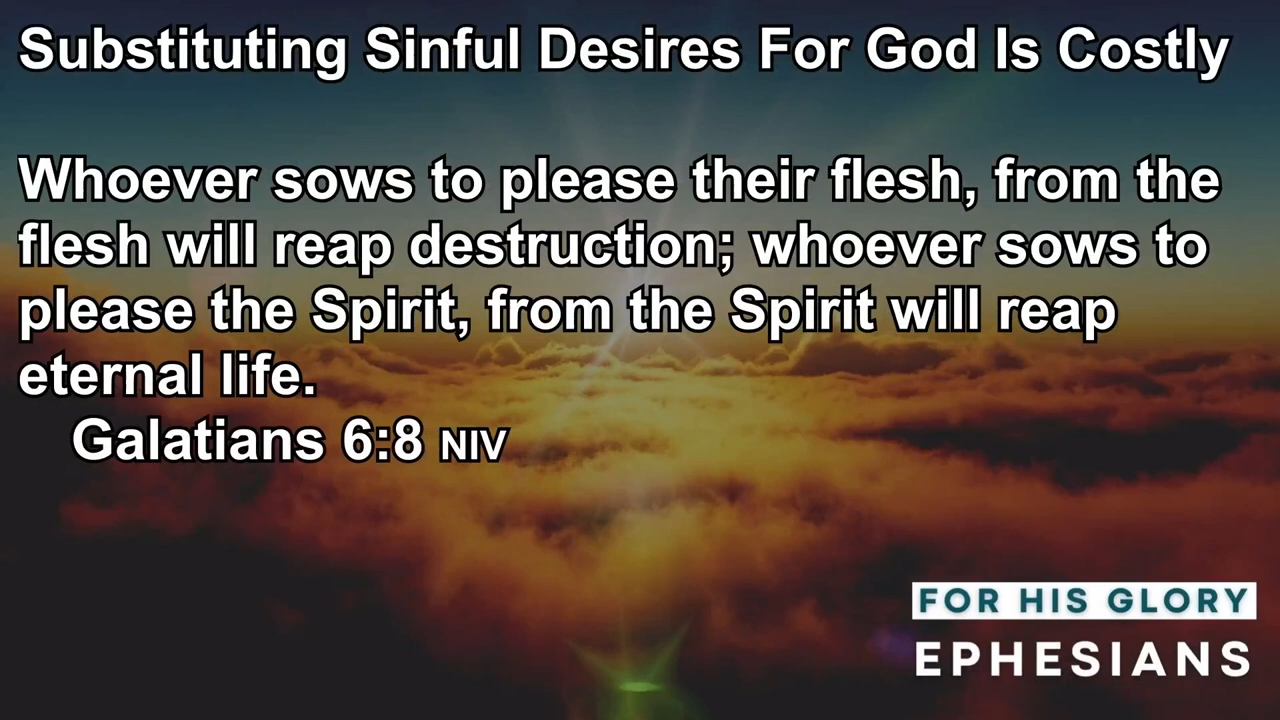 Substituting Sinful Desires For God Is Costly
Whoever sows to please their flesh, from the
flesh will reap destruction; whoever sows to
please the Spirit, from the Spirit will reap
eternal life.
Galatians 6:8 NIV
FOR HIS GLORY
EPHESIANS